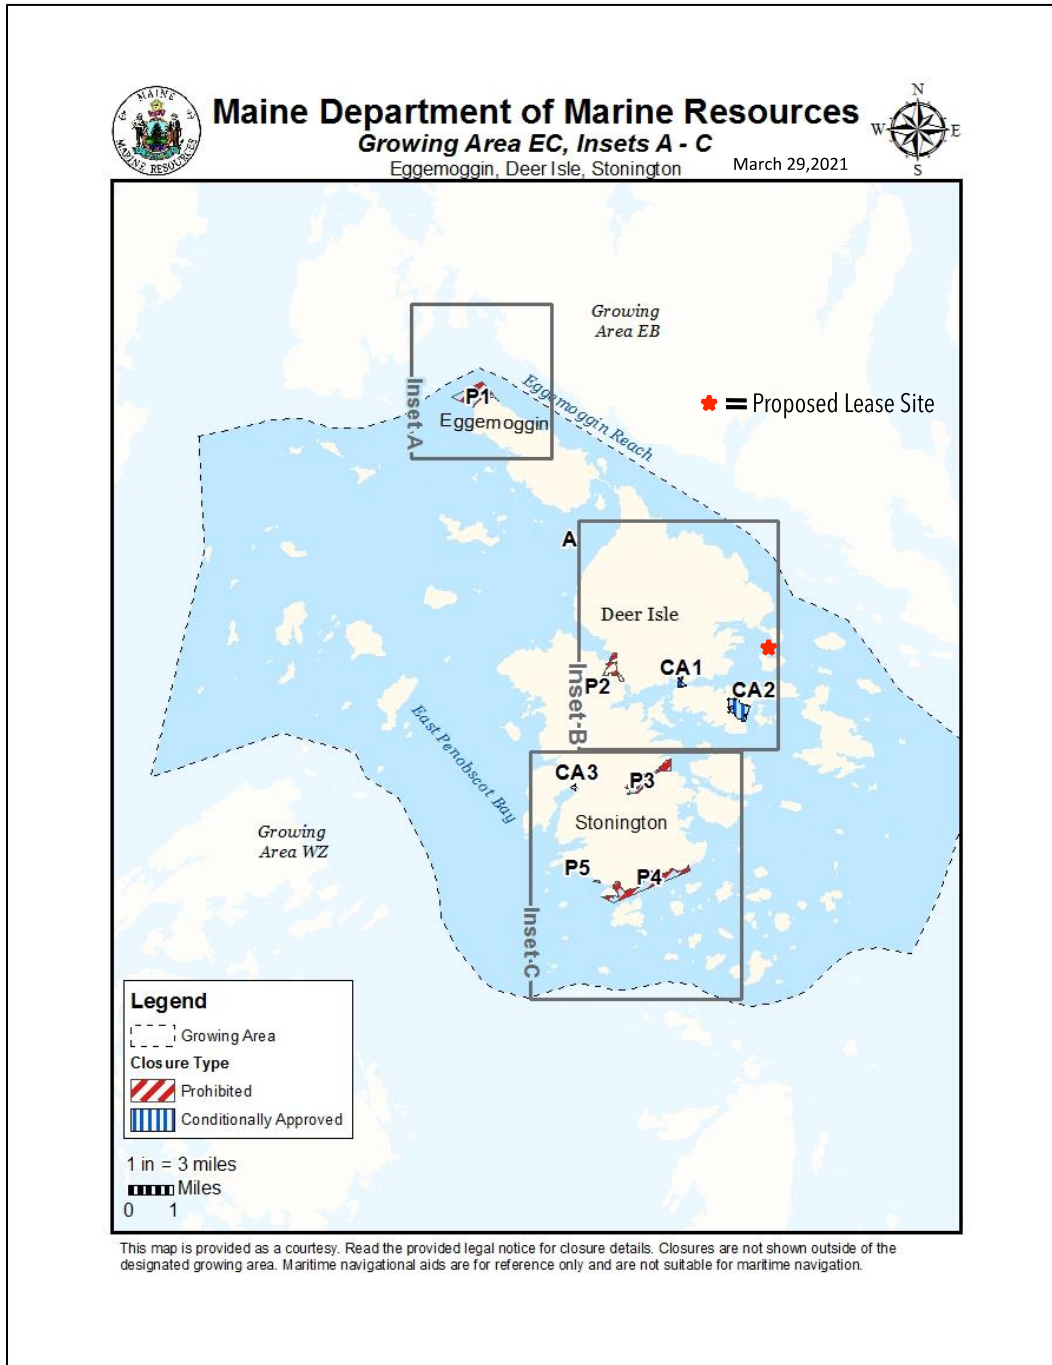 MAINE
MARINE RESOURCES
Maine Department of Marine Resources
Growing Area EC, Insets A - C
Eggemoggin, Deer Isle, Stonington
March 29,2021
N
W
E
S
Growing
Area EB
Inset-A
P1
Eggemoggin
Eggemoggin Reach
= Proposed Lease Site
A
Deer Isle
Inset-B
P2
CA1
CA2
East Penobscot Bay
CA3
P3
Stonington
P5
P4
Inset-C
Growing
Area WZ
Legend
Growing Area
Closure Type
Prohibited
Conditionally Approved
1 in = 3 miles
Miles
0 1
This map is provided as a courtesy. Read the provided legal notice for closure details. Closures are not shown outside of the
designated growing area. Maritime navigational aids are for reference only and are not suitable for maritime navigation.